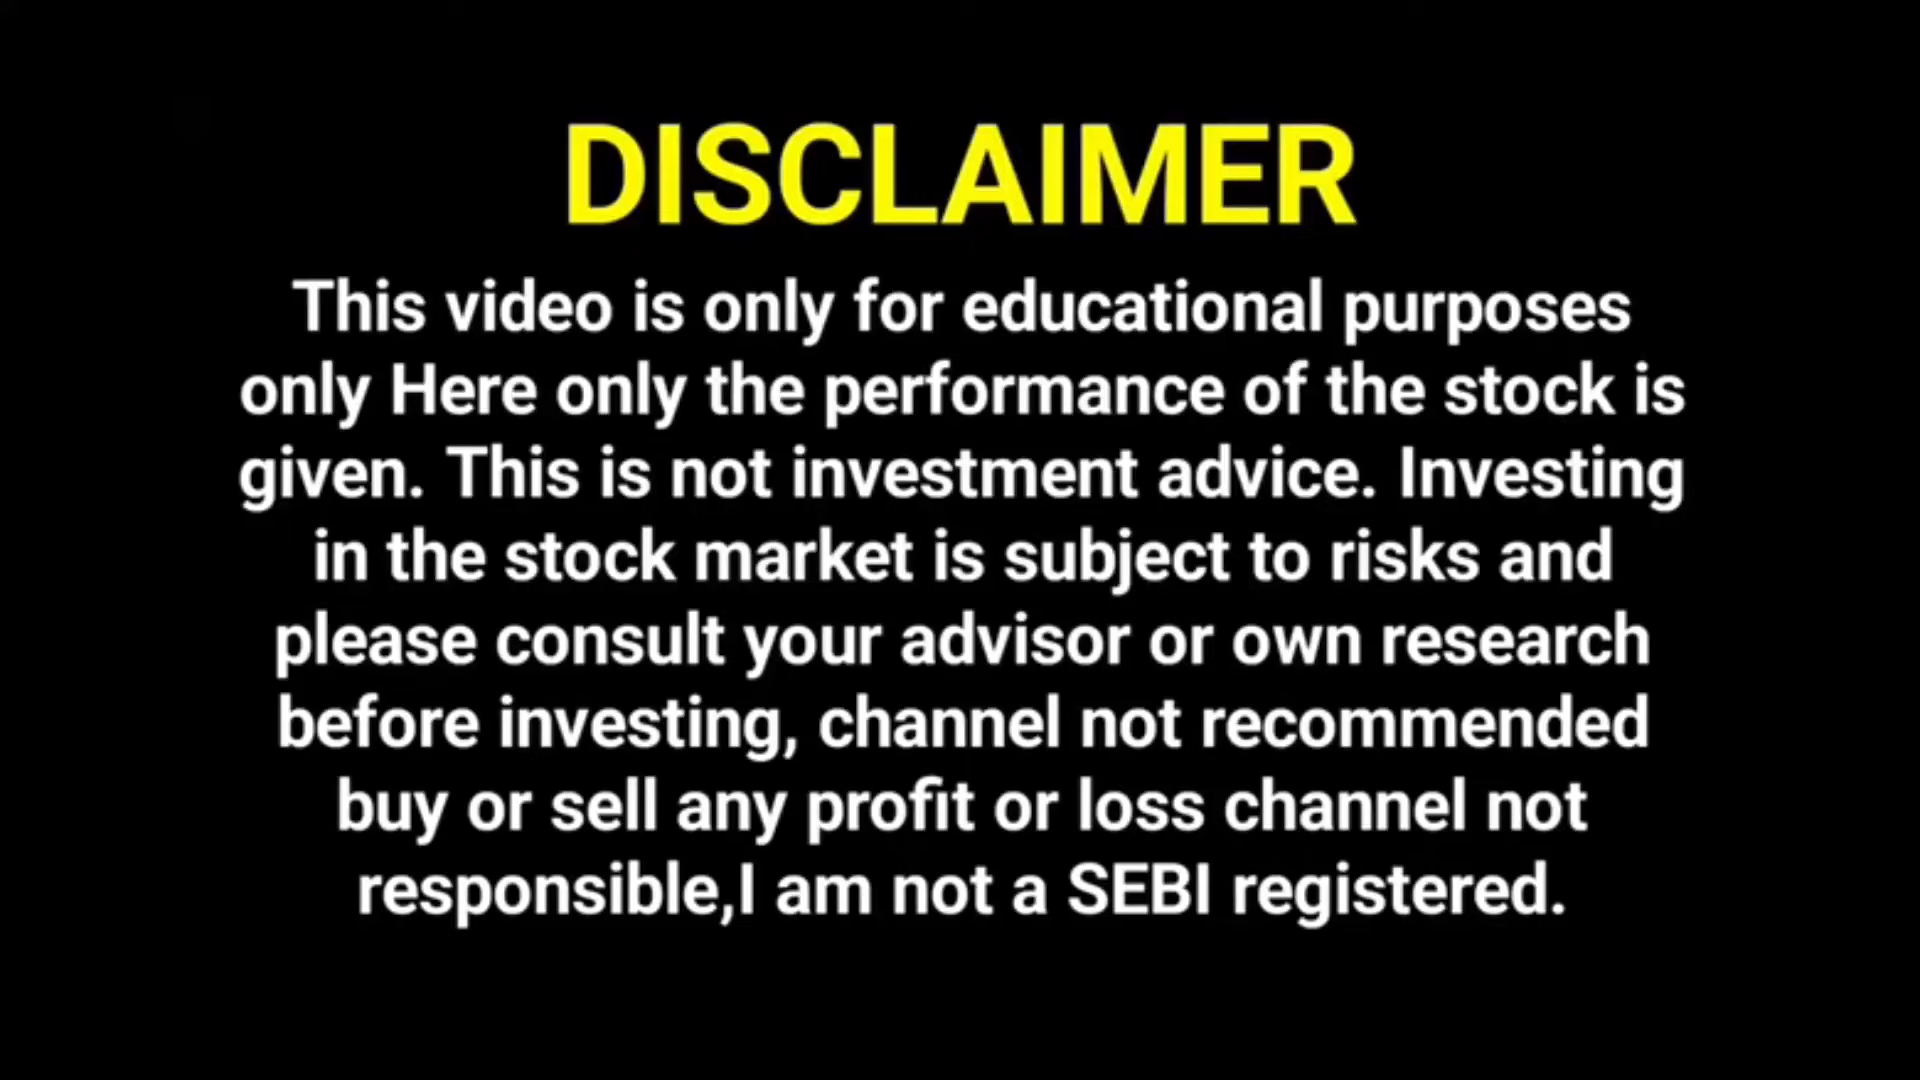 DISCLAIMER
This video is only for educational purposes
only Here only the performance of the stock is
given. This is not investment advice. Investing
in the stock market is subject to risks and
please consult your advisor or own research
before investing, channel not recommended
buy or sell any profit or loss channel not
responsible,I am not a SEBI registered.